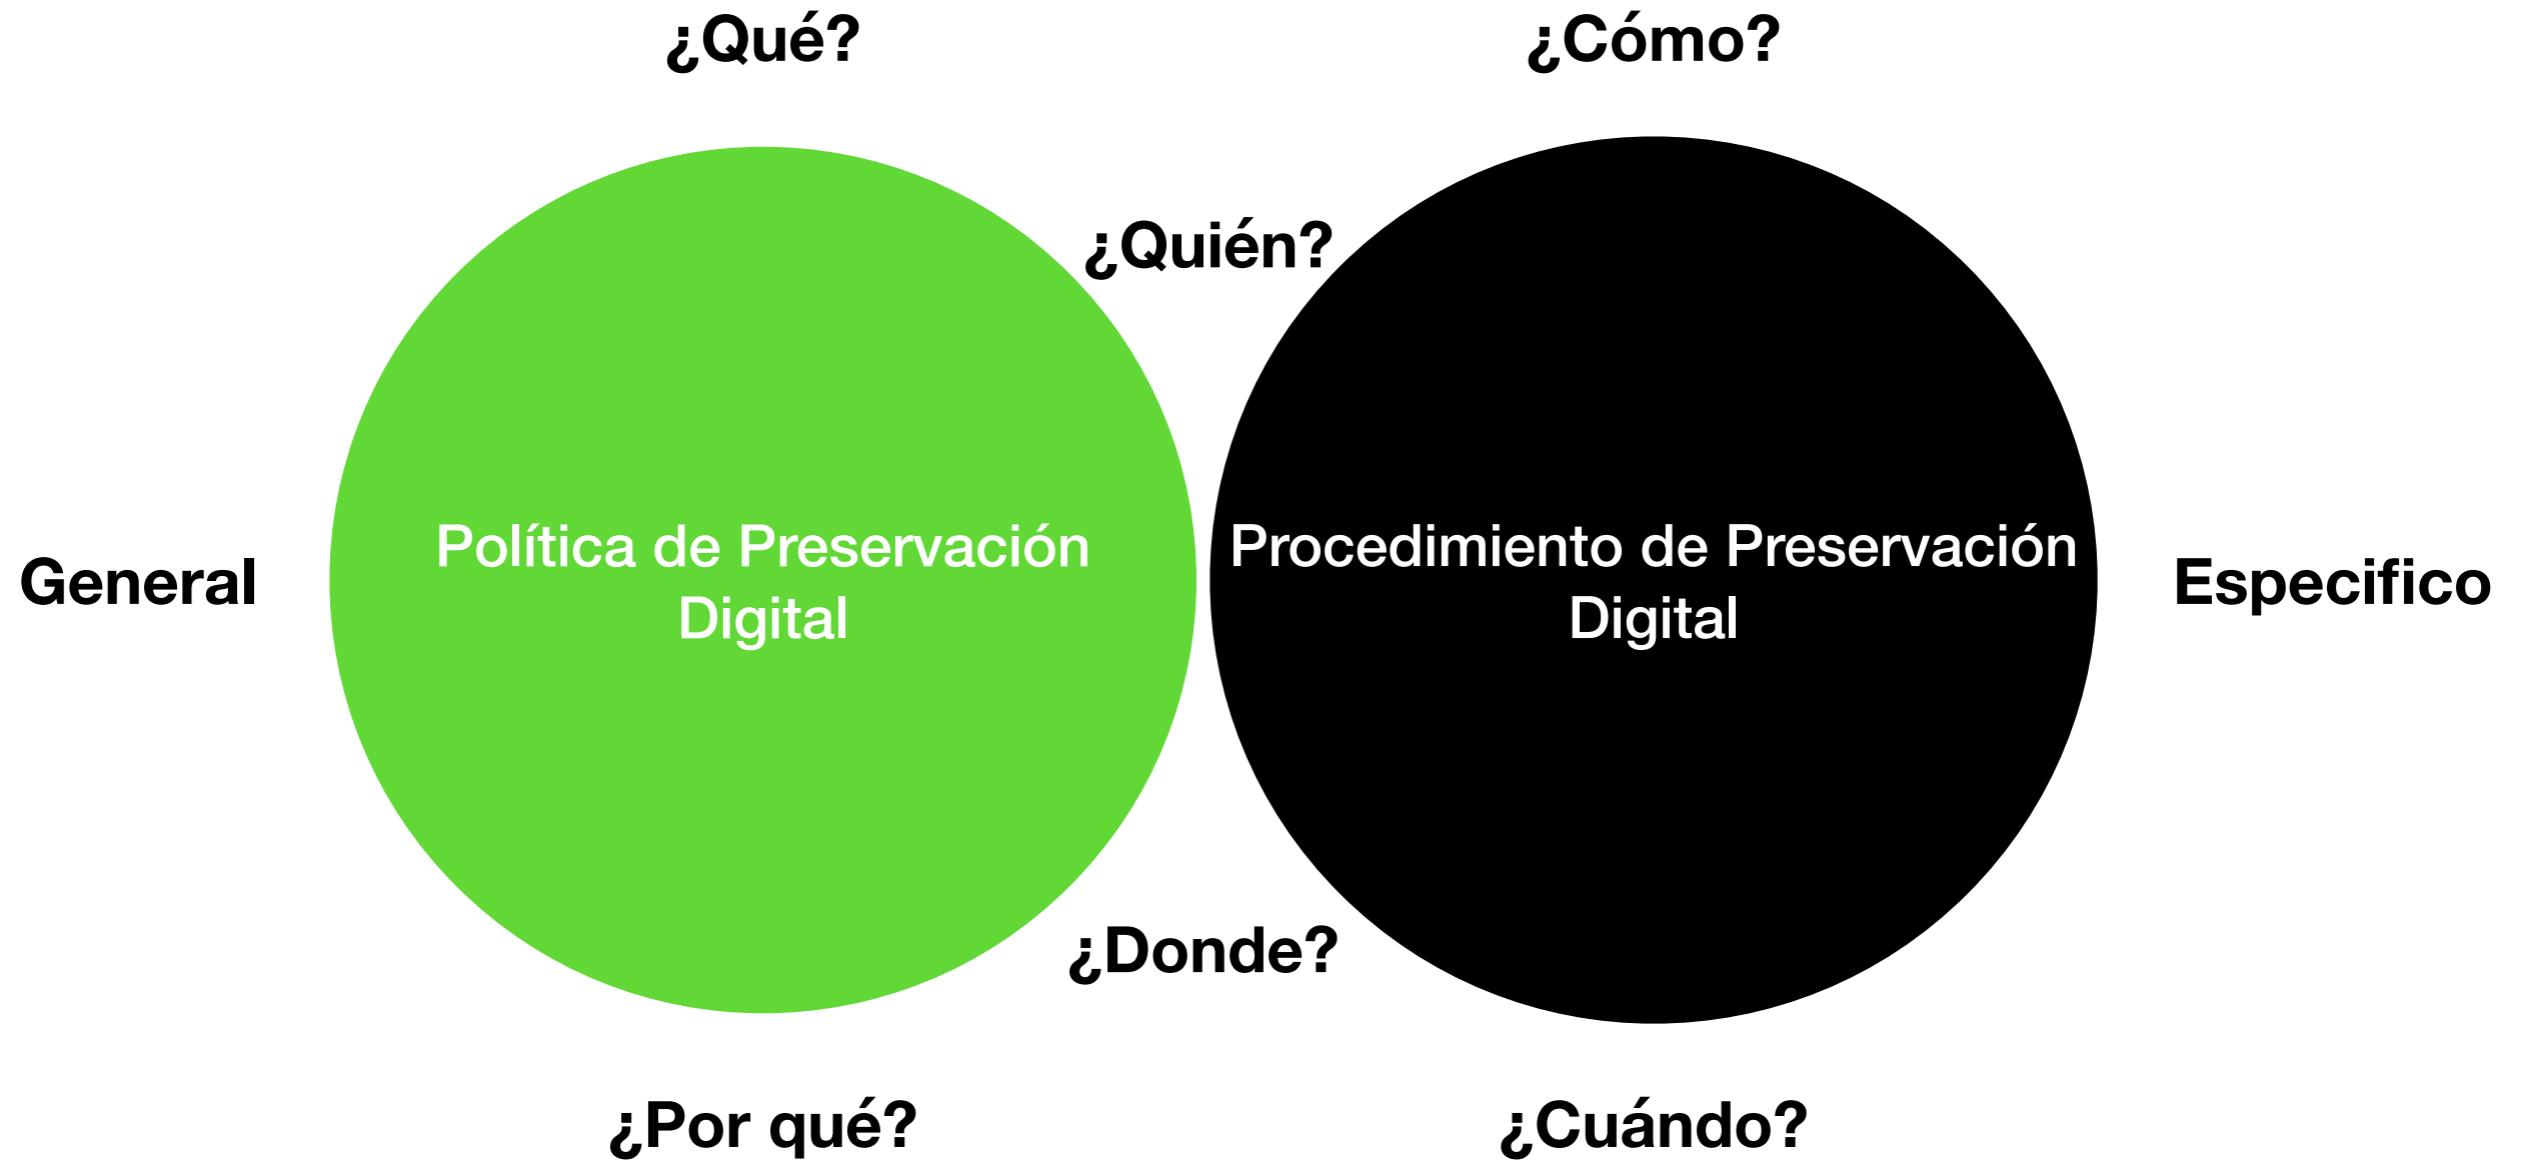 ¿Qué?
¿Cómo?
¿Quién?
Política de Preservación
Digital
Procedimiento de Preservación
Digital
General
Especifico
¿Donde?
¿Por qué?
¿Cuándo?